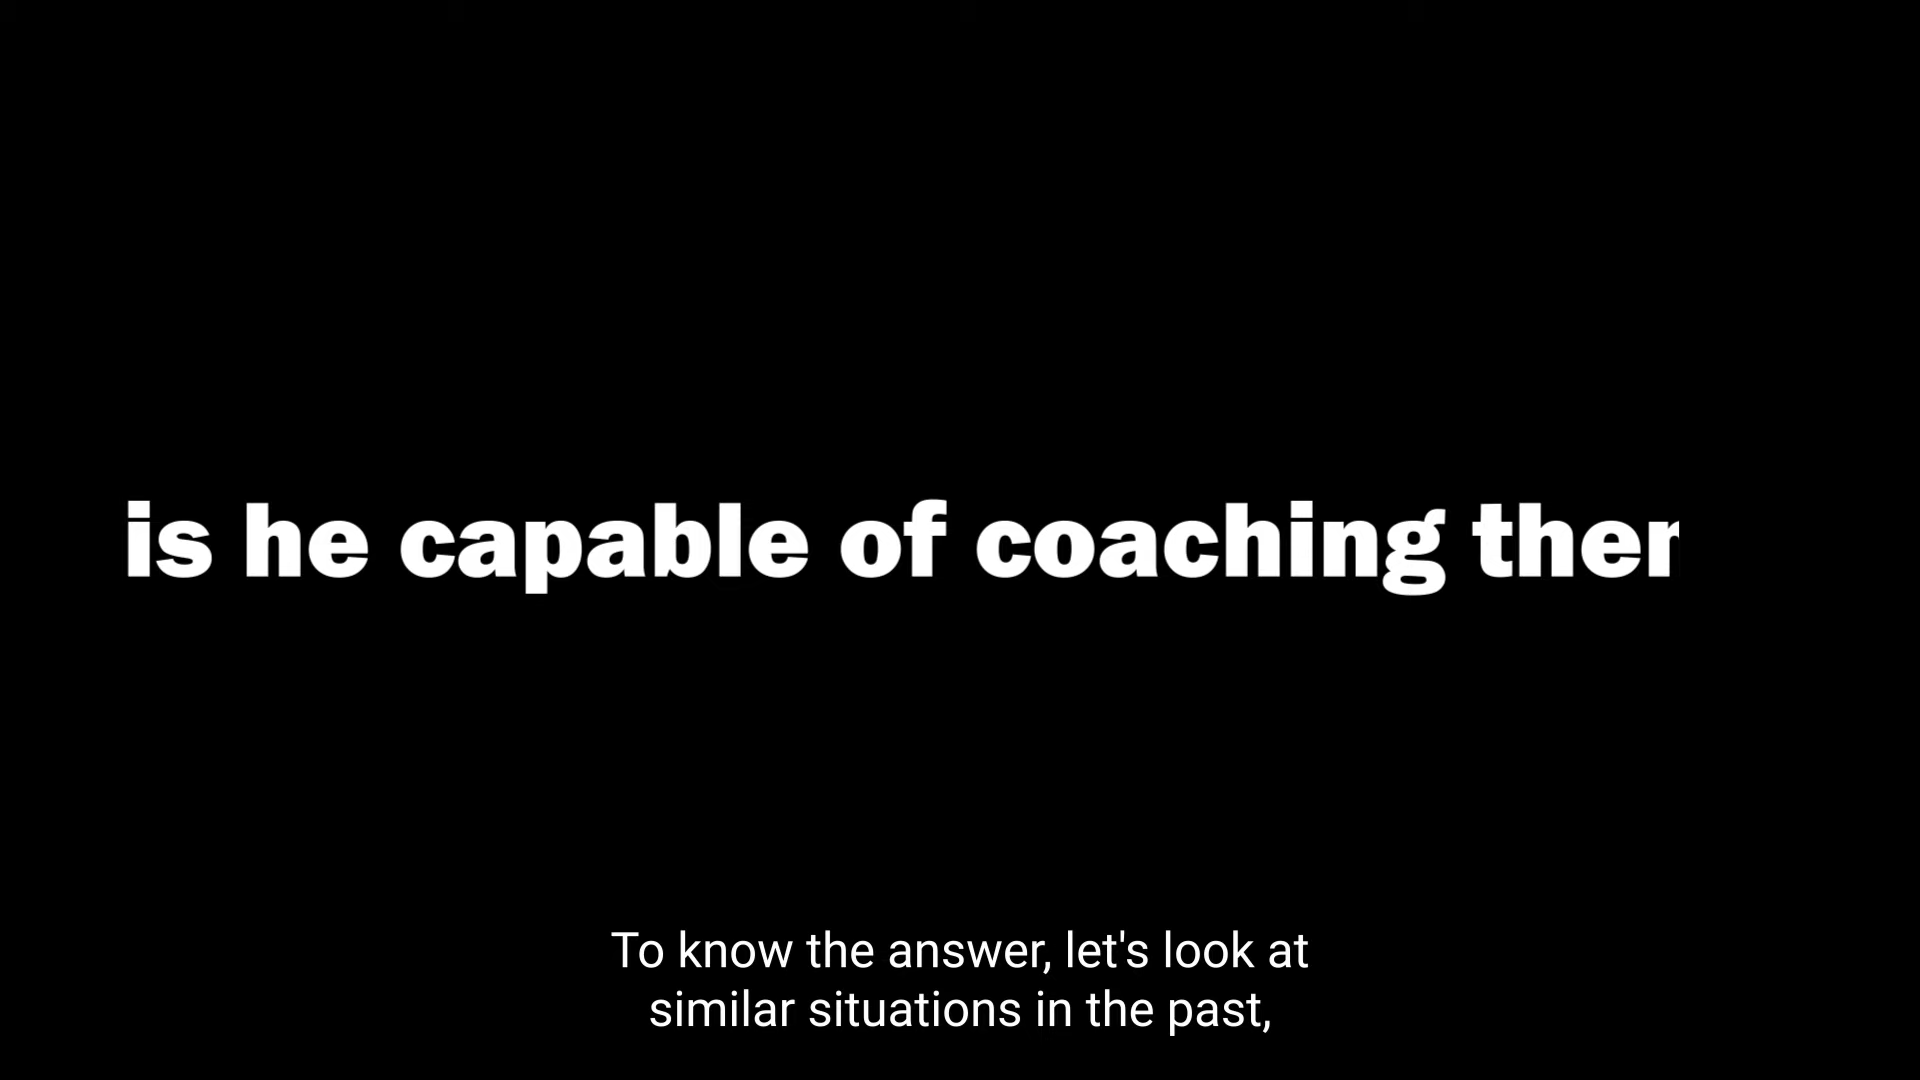 is he capable of coaching ther
To know the answer, let's look at
similar situations in the past,